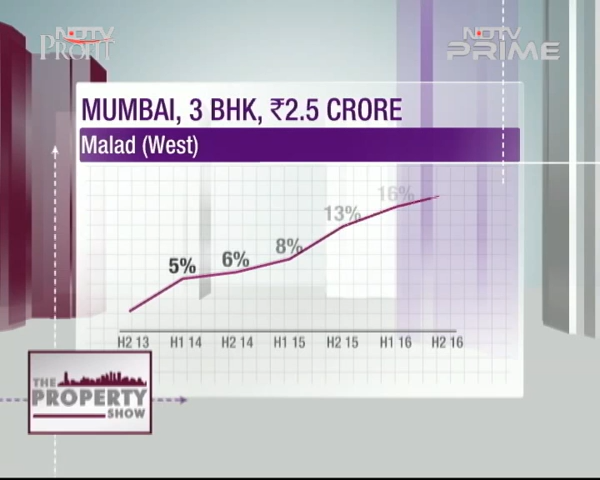 NDTV
PROFIT
NDTV
PRIME
MUMBAI, 3 BHK, ₹2.5 CRORE
Malad (West)
16%
13%
8%
6%
5%
H2 13 H1 14 H2 14 H1 15 H2 15 H1 16 H2 16
THE
PROPERTY
SHOW